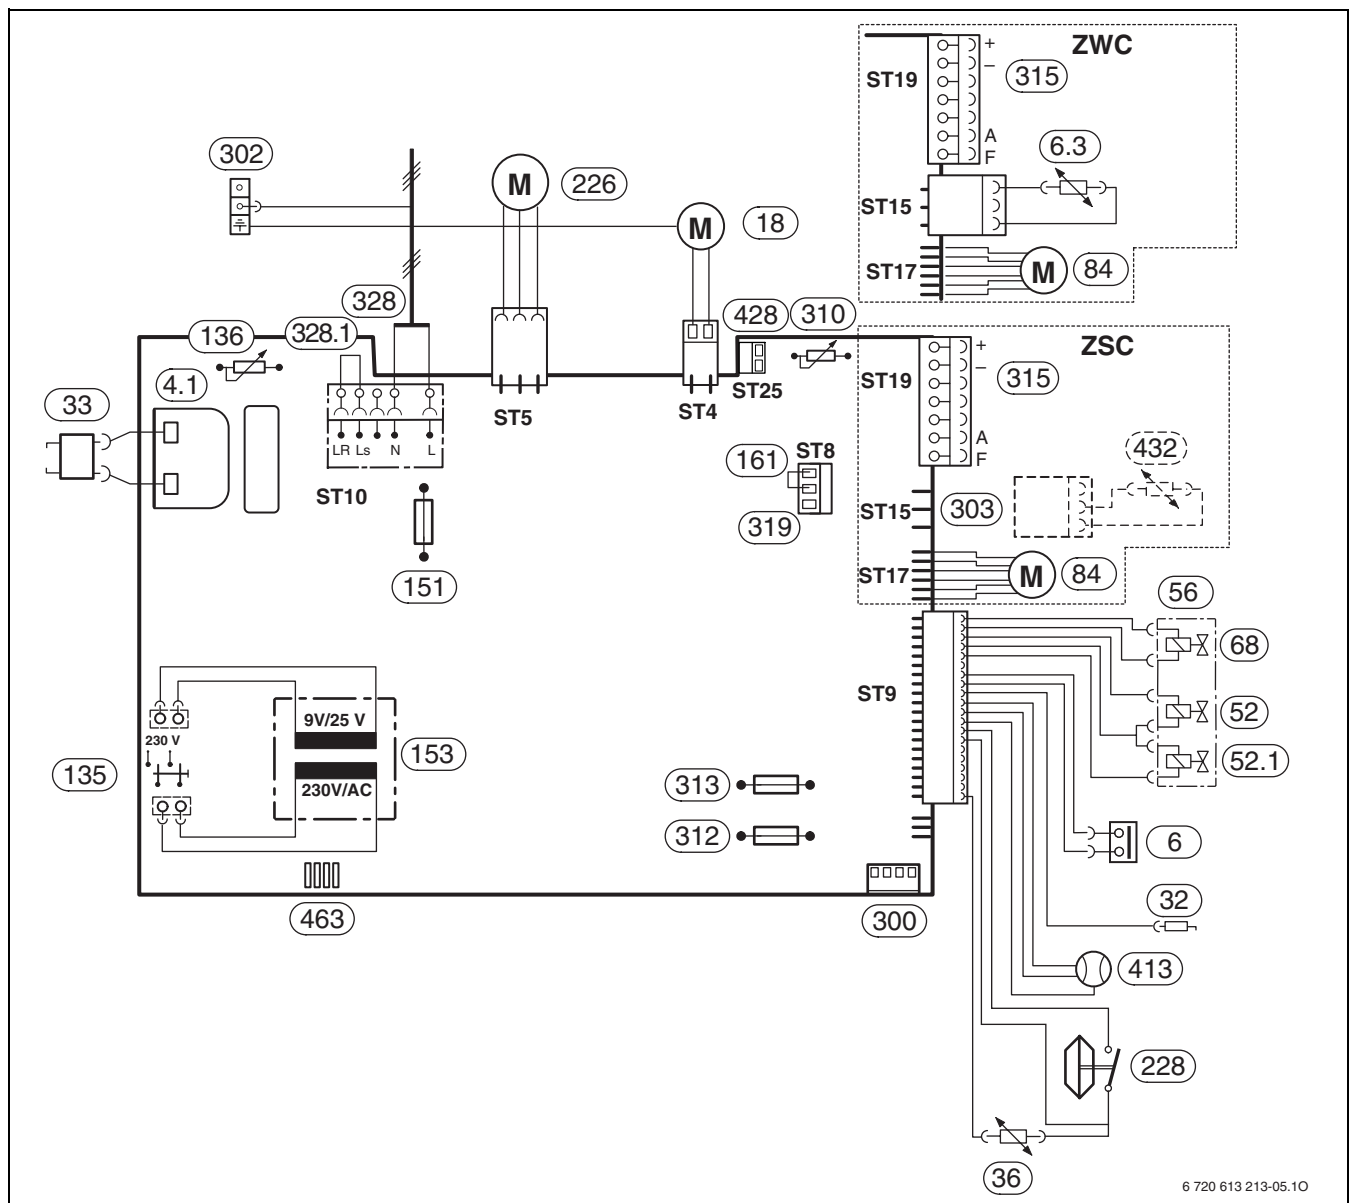 ZWC
+
–
ST19
315
A
F
6.3
ST15
ST17
M
84
302
M
226
M
18
328
428
310
136
328.1
4.1
33
ST5
ST4
ST25
LR Ls N L
ST10
151
ST8
161
319
ZSC
+
–
ST19
315
A
F
432
ST15
303
ST17
M
84
56
68
52
52.1
ST9
9V/25 V
230 V
153
135
230V/AC
313
312
6
463
300
32
413
228
36
6 720 613 213-05.1O